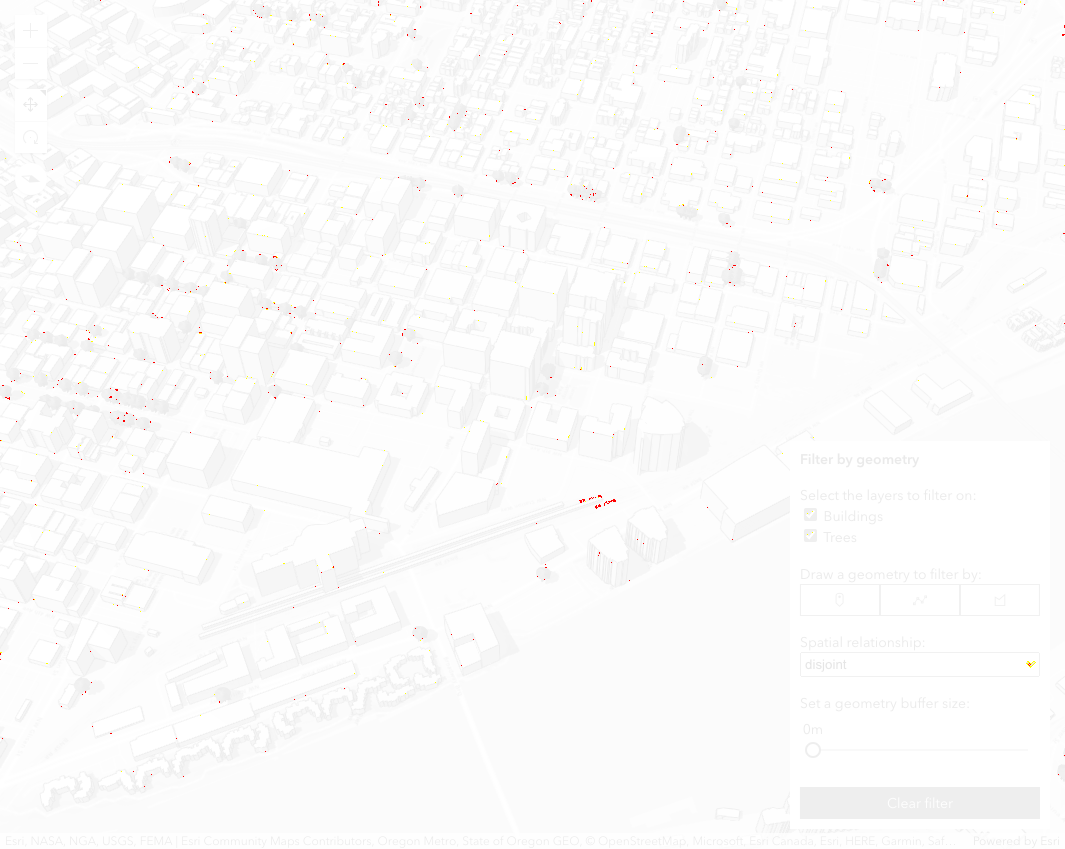 Filter by geometry
Select the layers to filter on:
Buildings
Trees
Draw a geometry to filter by:
Spatial relationship:
disjoint
Set a geometry buffer size:
0m
Clear filter
Esri, NASA, NGA, USGS, FEMA | Esri Community Maps Contributors, Oregon Metro, State of Oregon GEO, © OpenStreetMap, Microsoft, Esri Canada, Esri, HERE, Garmin, Saf... Powered by Esri